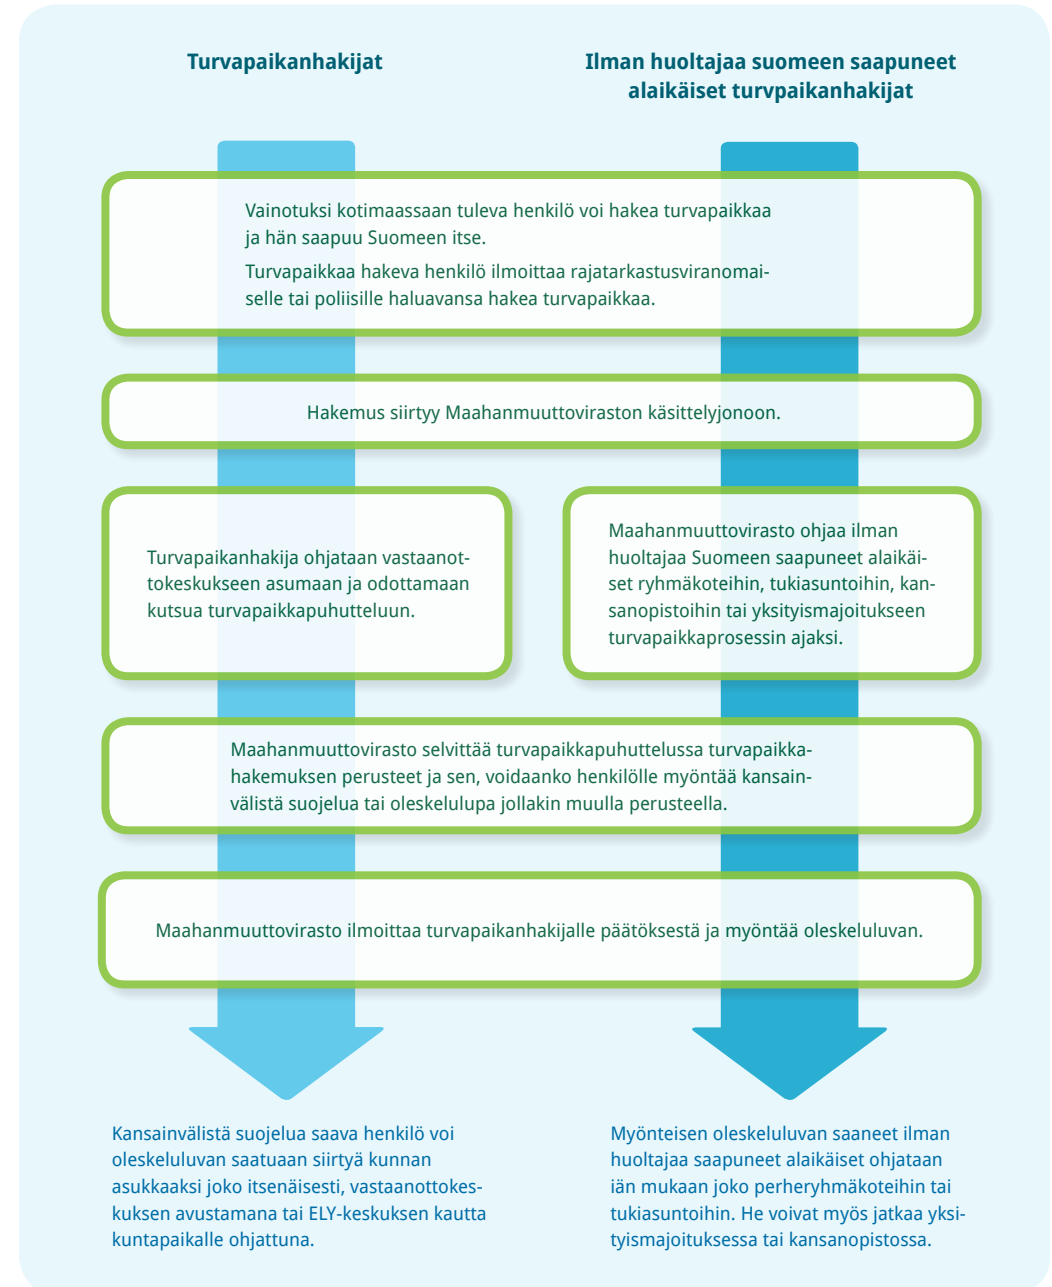 Turvapaikanhakijat
Ilman huoltajaa suomeen saapuneet
alaikäiset turvpaikanhakijat
Vainotuksi kotimaassaan tuleva henkilö voi hakea turvapaikkaa
ja hän saapuu Suomeen itse.
Turvapaikkaa hakeva henkilö ilmoittaa rajatarkastusviranomai-
selle tai poliisille haluavansa hakea turvapaikkaa.
Hakemus siirtyy Maahanmuuttoviraston käsittelyjonoon.
Turvapaikanhakija ohjataan vastaanot-
tokeskukseen asumaan ja odottamaan
kutsua turvapaikkapuhutteluun.
Maahanmuuttovirasto ohjaa ilman
huoltajaa Suomeen saapuneet alaikäi-
set ryhmäkoteihin, tukiasuntoihin, kan-
sanopistoihin tai yksityismajoitukseen
turvapaikkaprosessin ajaksi.
Maahanmuuttovirasto selvittää turvapaikkapuhuttelussa turvapaikka-
hakemuksen perusteet ja sen, voidaanko henkilölle myöntää kansain-
välistä suojelua tai oleskelulupa jollakin muulla perusteella.
Maahanmuuttovirasto ilmoittaa turvapaikanhakijalle päätöksestä ja myöntää oleskeluluvan.
Kansainvälistä suojelua saava henkilö voi
oleskeluluvan saatuaan siirtyä kunnan
asukkaaksi joko itsenäisesti, vastaanottokes-
kuksen avustamana tai ELY-keskuksen kautta
kuntapaikalle ohjattuna.
Myönteisen oleskeluluvan saaneet ilman
huoltajaa saapuneet alaikäiset ohjataan
iän mukaan joko perheryhmäkoteihin tai
tukiasuntoihin. He voivat myös jatkaa yksi-
tyismajoituksessa tai kansanopistossa.